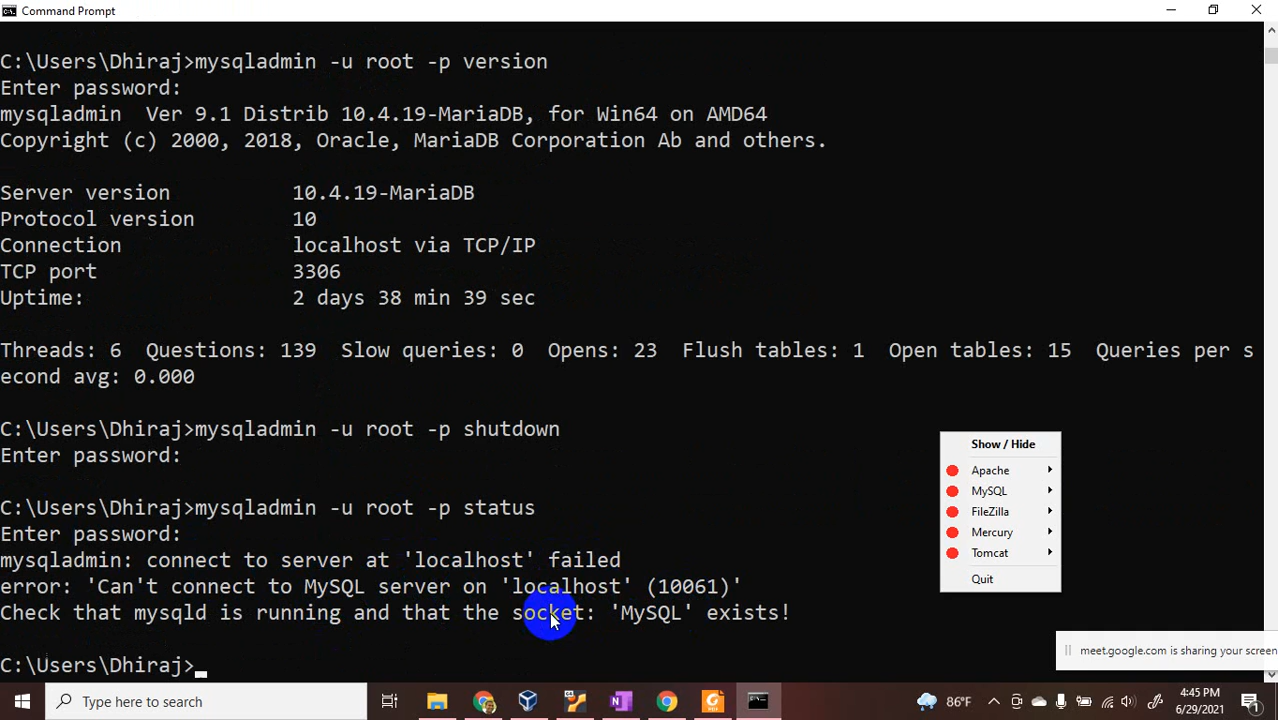 Command Prompt
C:\Users\Dhiraj>mysqladmin -u root -p version
Enter password:
mysqladmin  Ver 9.1 Distrib 10.4.19-MariaDB, for Win64 on AMD64
Copyright (c) 2000, 2018, Oracle, MariaDB Corporation Ab and others.
Server version          10.4.19-MariaDB
Protocol version        10
Connection              localhost via TCP/IP
TCP port                3306
Uptime:                 2 days 38 min 39 sec
Threads: 6  Questions: 139  Slow queries: 0  Opens: 23  Flush tables: 1  Open tables: 15  Queries per s
econd avg: 0.000
C:\Users\Dhiraj>mysqladmin -u root -p shutdown
Enter password:
C:\Users\Dhiraj>mysqladmin -u root -p status
Enter password:
mysqladmin: connect to server at 'localhost' failed
error: 'Can't connect to MySQL server on 'localhost' (10061)'
Check that mysqld is running and that the socket: 'MySQL' exists!
C:\Users\Dhiraj>
Show / Hide
Apache
MySQL
FileZilla
Mercury
Tomcat
Quit
meet.google.com is sharing your screen
Type here to search
86°F
4:45 PM
6/29/2021
1